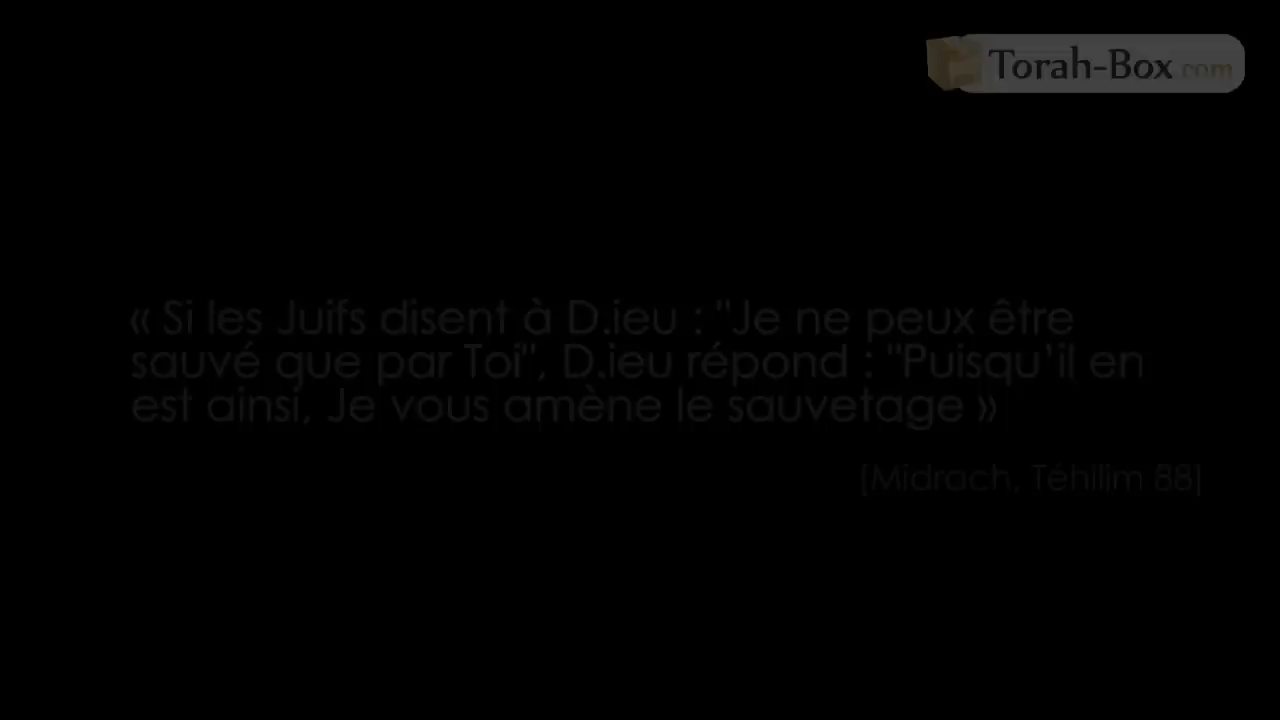 Torah-Box.com
« Si les Juifs disent à D.ieu : "Je ne peux être
sauvé que par Toi", D.ieu répond : "Puisqu'il en
est ainsi, Je vous amène le sauvetage »
[Midrach, Téhilim 88]